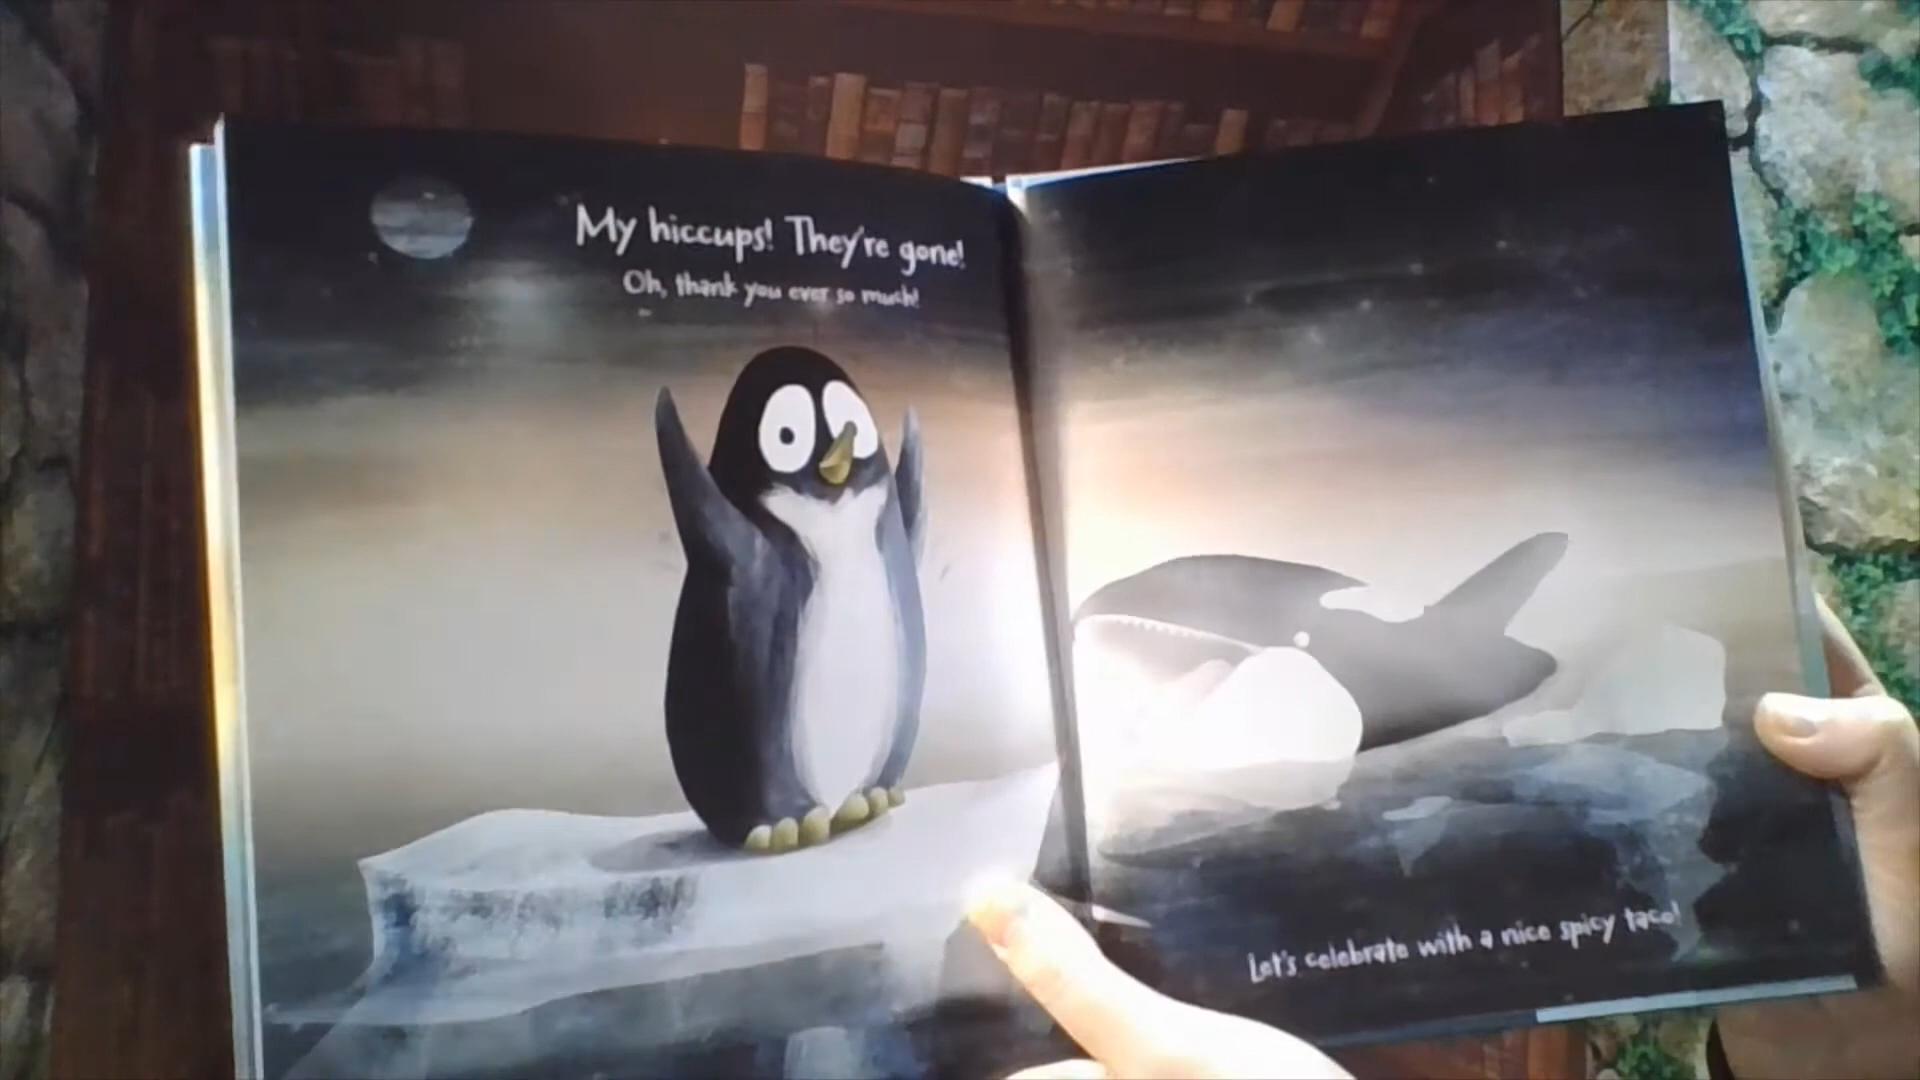 My hiccups! They're gone!
Oh, thank you ever so much!
Let's celebrate with a nice spicy taco!